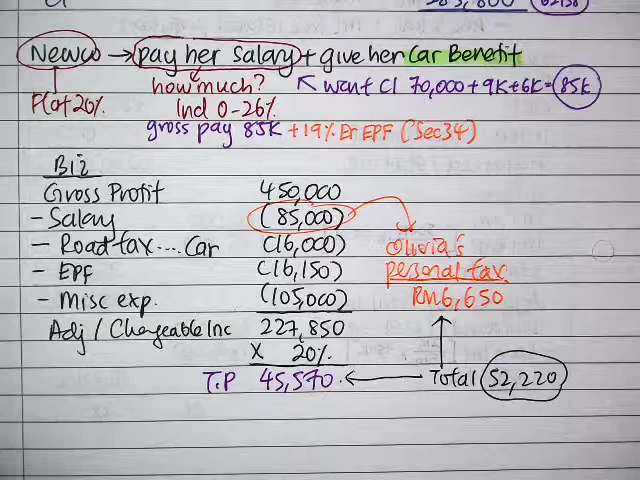 Newco → pay her Salary + give her Car Benefit
how much? ↖ want CI 70,000 + 9K + 6K = 85K
Pl at 20% Ind 0-26%
gross pay 85K + 19% Er EPF (Sec34)
Biz
Gross Profit 450,000
- Salary (85,000)
- Road tax .... Car (16,000) Olivia's
- EPF (16,150) personal tax
- Misc exp. (105,000) RM6,650
Adj / Chargeable Inc 227,850
X 20%
T.P 45,570. ← Total 52,220